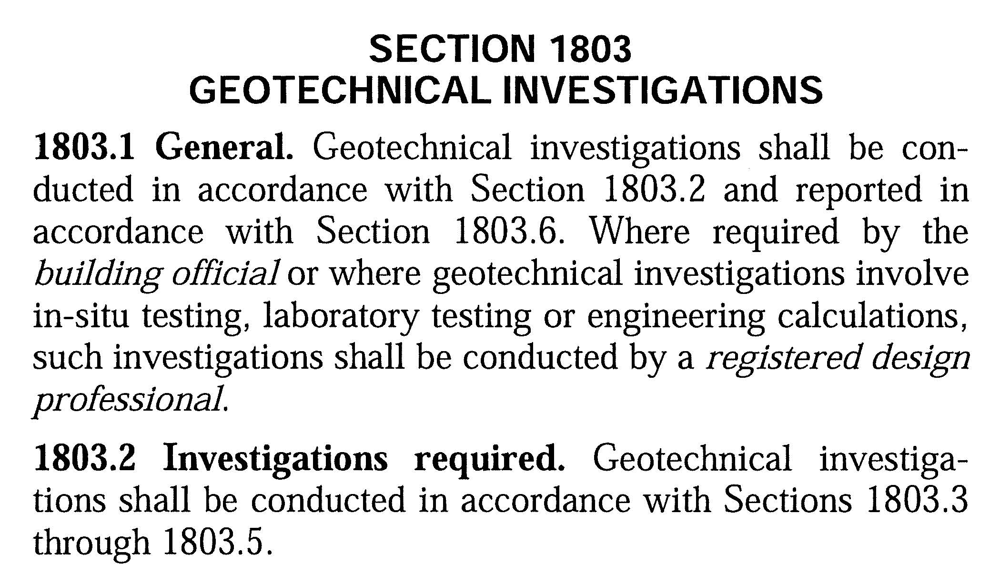 SECTION 1803
GEOTECHNICAL INVESTIGATIONS
1803.1 General. Geotechnical investigations shall be con-
ducted in accordance with Section 1803.2 and reported in
accordance with Section 1803.6. Where required by the
building official or where geotechnical investigations involve
in-situ testing, laboratory testing or engineering calculations,
such investigations shall be conducted by a registered design
professional.
1803.2 Investigations required. Geotechnical investiga-
tions shall be conducted in accordance with Sections 1803.3
through 1803.5.